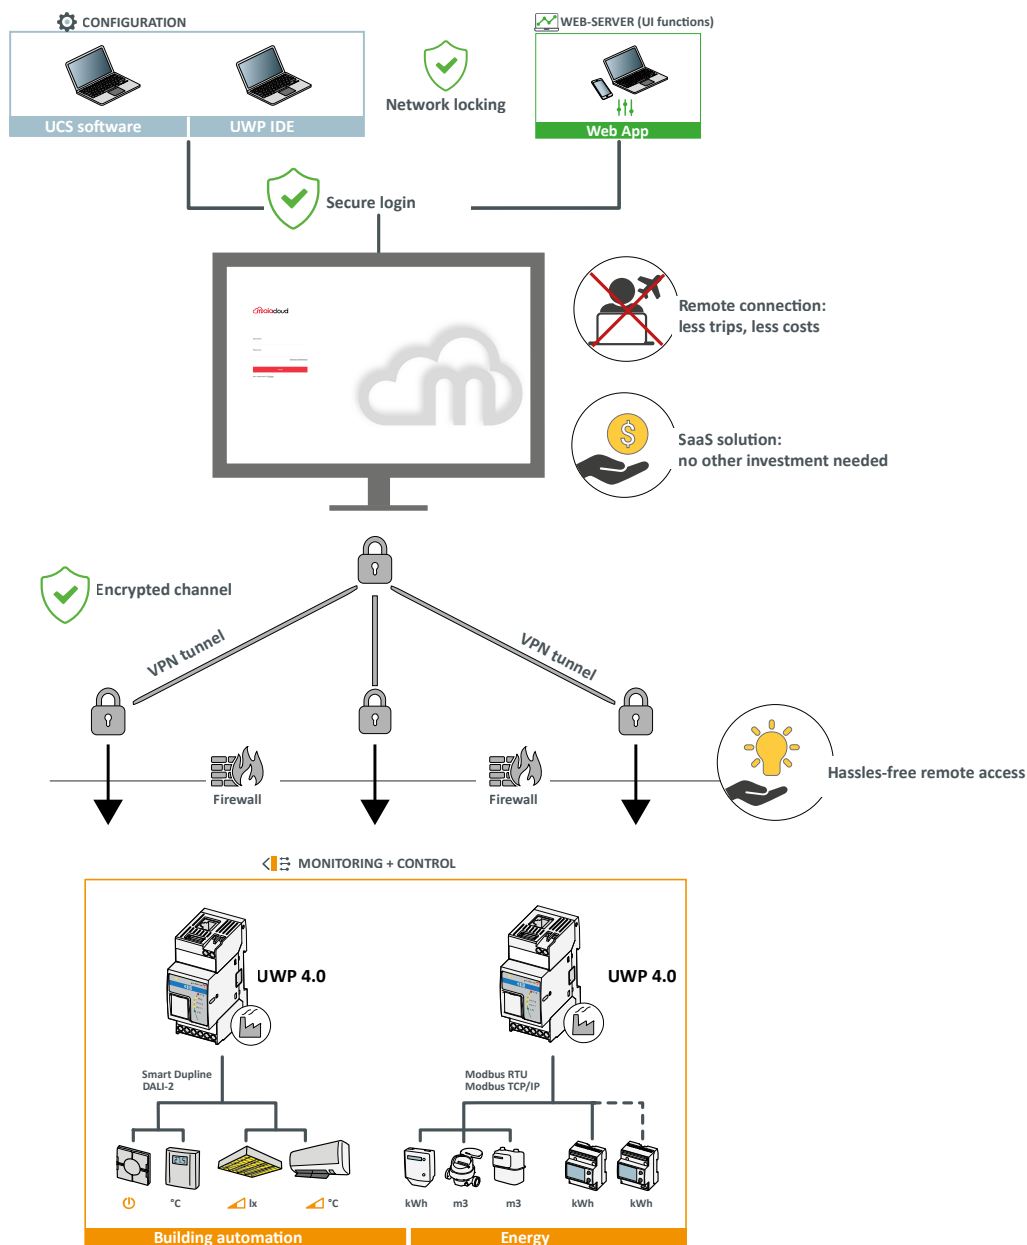 CONFIGURATION
WEB-SERVER (UI functions)
UCS software
UWP IDE
Network locking
Web App
Secure login
maiacloud
Remote connection:
less trips, less costs
SaaS solution:
no other investment needed
Encrypted channel
VPN tunnel
VPN tunnel
Firewall
Firewall
Hassles-free remote access
MONITORING + CONTROL
UWP 4.0
UWP 4.0
Smart Dupline
DALI-2
Modbus RTU
Modbus TCP/IP
°C
lx
°C
kWh
m3
m3
kWh
kWh
Building automation
Energy